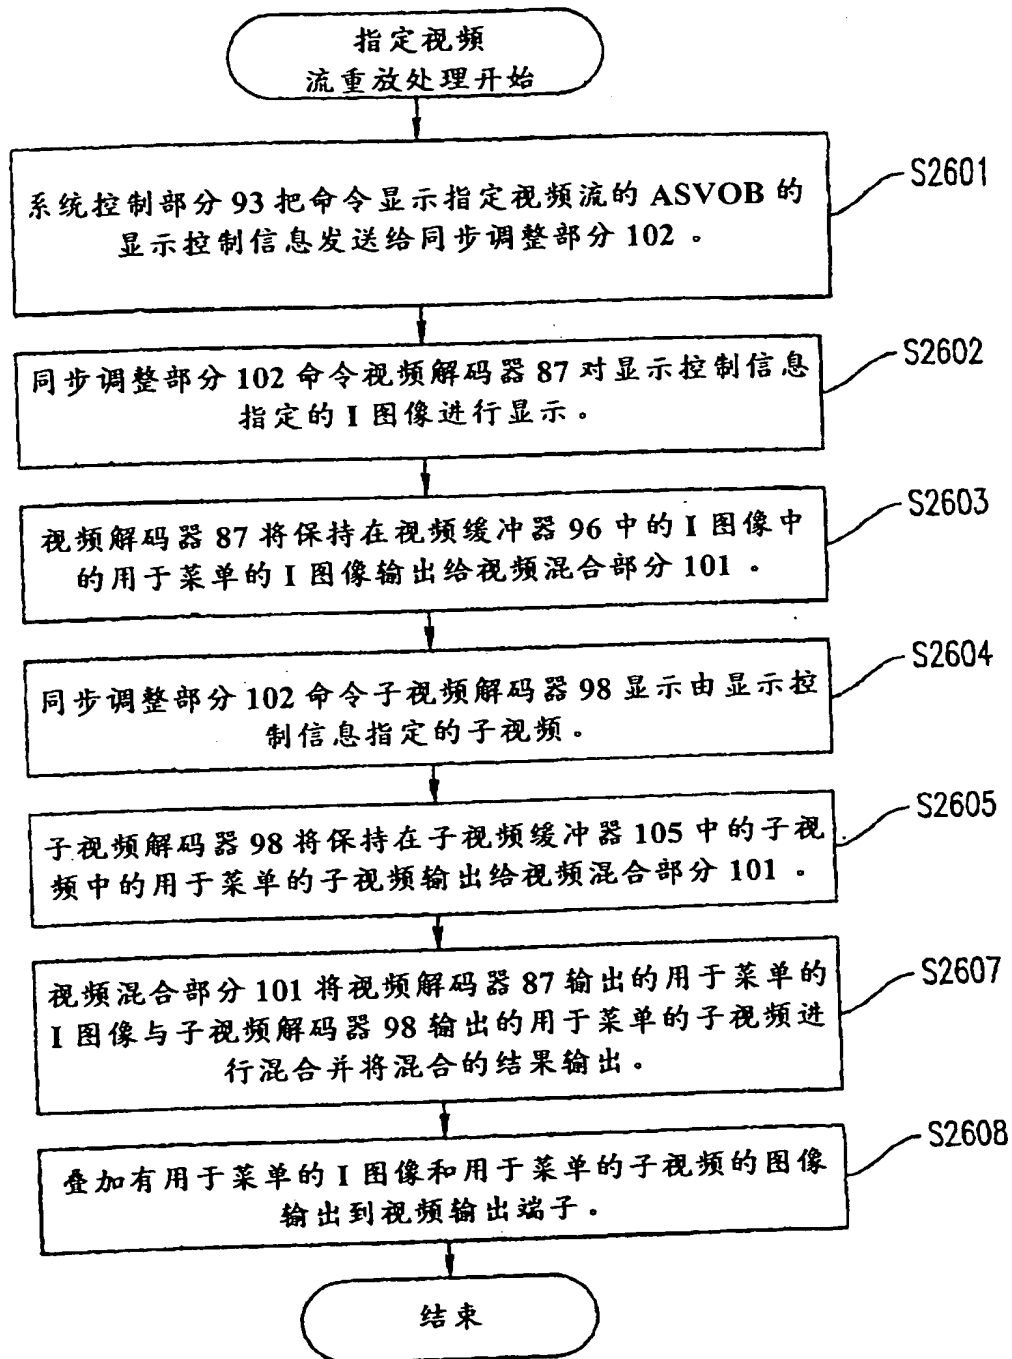 指定视频
流重放处理开始
系统控制部分 93 把命令显示指定视频流的 ASVOB 的
显示控制信息发送给同步调整部分 102 。
S2601
同步调整部分 102 命令视频解码器 87 对显示控制信息
指定的 I 图像进行显示。
S2602
视频解码器 87 将保持在视频缓冲器 96 中的 I 图像中
的用于菜单的 I 图像输出给视频混合部分 101 。
S2603
同步调整部分 102 命令子视频解码器 98 显示由显示控
制信息指定的子视频。
S2604
子视频解码器 98 将保持在子视频缓冲器 105 中的子视
频中的用于菜单的子视频输出给视频混合部分 101 。
S2605
视频混合部分 101 将视频解码器 87 输出的用于菜单的
I 图像与子视频解码器 98 输出的用于菜单的子视频进
行混合并将混合的结果输出。
S2607
叠加有用于菜单的 I 图像和用于菜单的子视频的图像
输出到视频输出端子。
S2608
结束